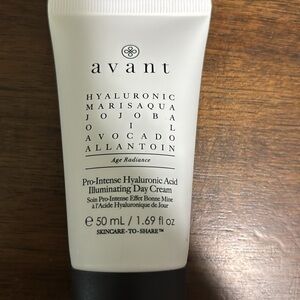 avant
HYALURONIC
MARISAQUA
JOJOBA
OIL
AVOCADO
ALLANTOIN
Age Radiance
Pro-Intense Hyaluronic Acid
Illuminating Day Cream
Soin Pro-Intense Effet Bonne Mine
à l'Acide Hyaluronique de Jour
℮ 50 mL / 1.69 fl oz
SKINCARE-TO-SHARE™